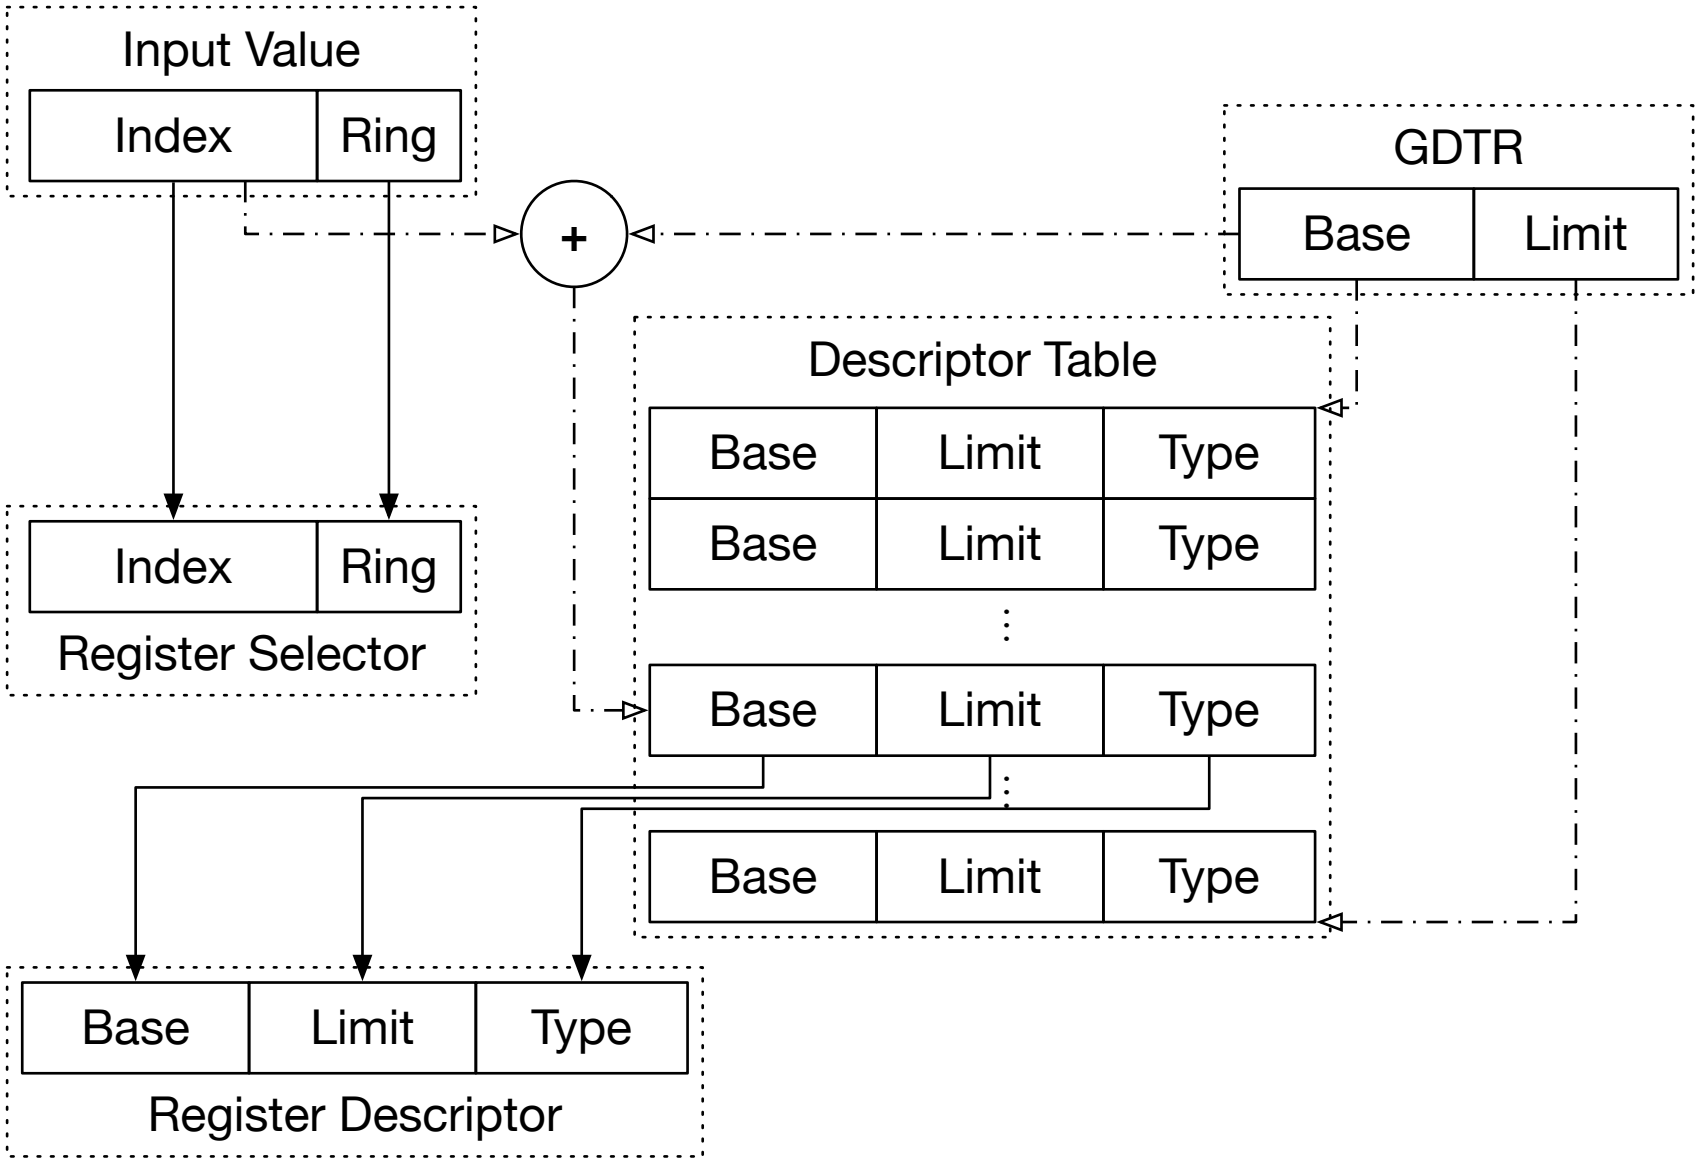 Input Value
Index Ring
GDTR
Base Limit
+
Descriptor Table
Base Limit Type
Base Limit Type
⋮
Index Ring
Register Selector
Base Limit Type
⋮
Base Limit Type
Base Limit Type
Register Descriptor